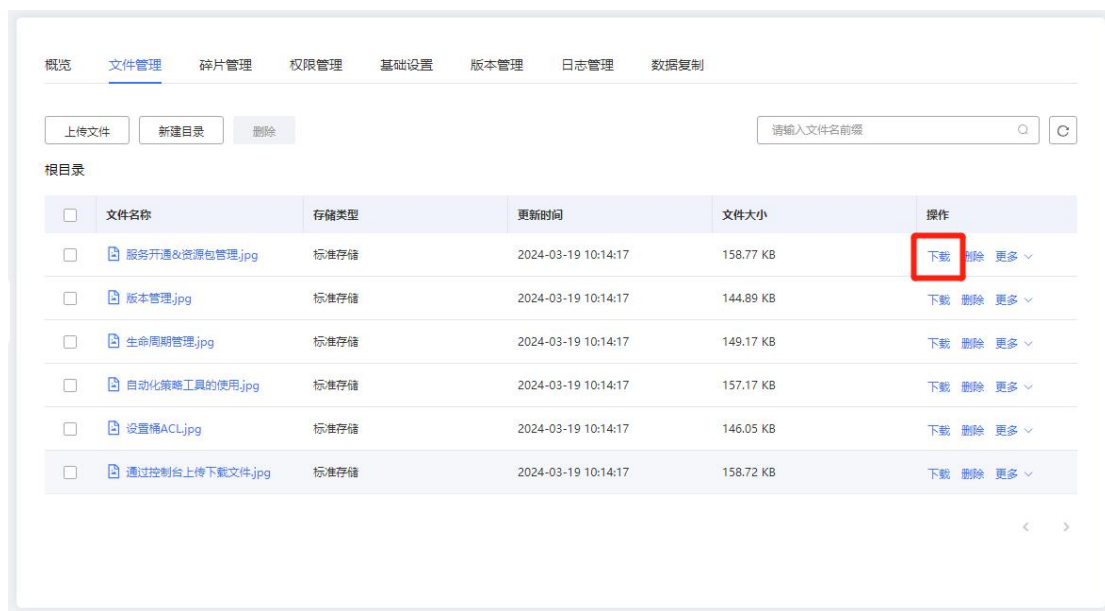 概览 文件管理 碎片管理 权限管理 基础设置 版本管理 日志管理 数据复制
上传文件 新建目录 删除 请输入文件名前缀
根目录
文件名称 存储类型 更新时间 文件大小 操作
服务开通&资源包管理.jpg 标准存储 2024-03-19 10:14:17 158.77 KB 下载 删除 更多
版本管理.jpg 标准存储 2024-03-19 10:14:17 144.89 KB 下载 删除 更多
生命周期管理.jpg 标准存储 2024-03-19 10:14:17 149.17 KB 下载 删除 更多
自动化策略工具的使用.jpg 标准存储 2024-03-19 10:14:17 157.17 KB 下载 删除 更多
设置桶ACL.jpg 标准存储 2024-03-19 10:14:17 146.05 KB 下载 删除 更多
通过控制台上传下载文件.jpg 标准存储 2024-03-19 10:14:17 158.72 KB 下载 删除 更多